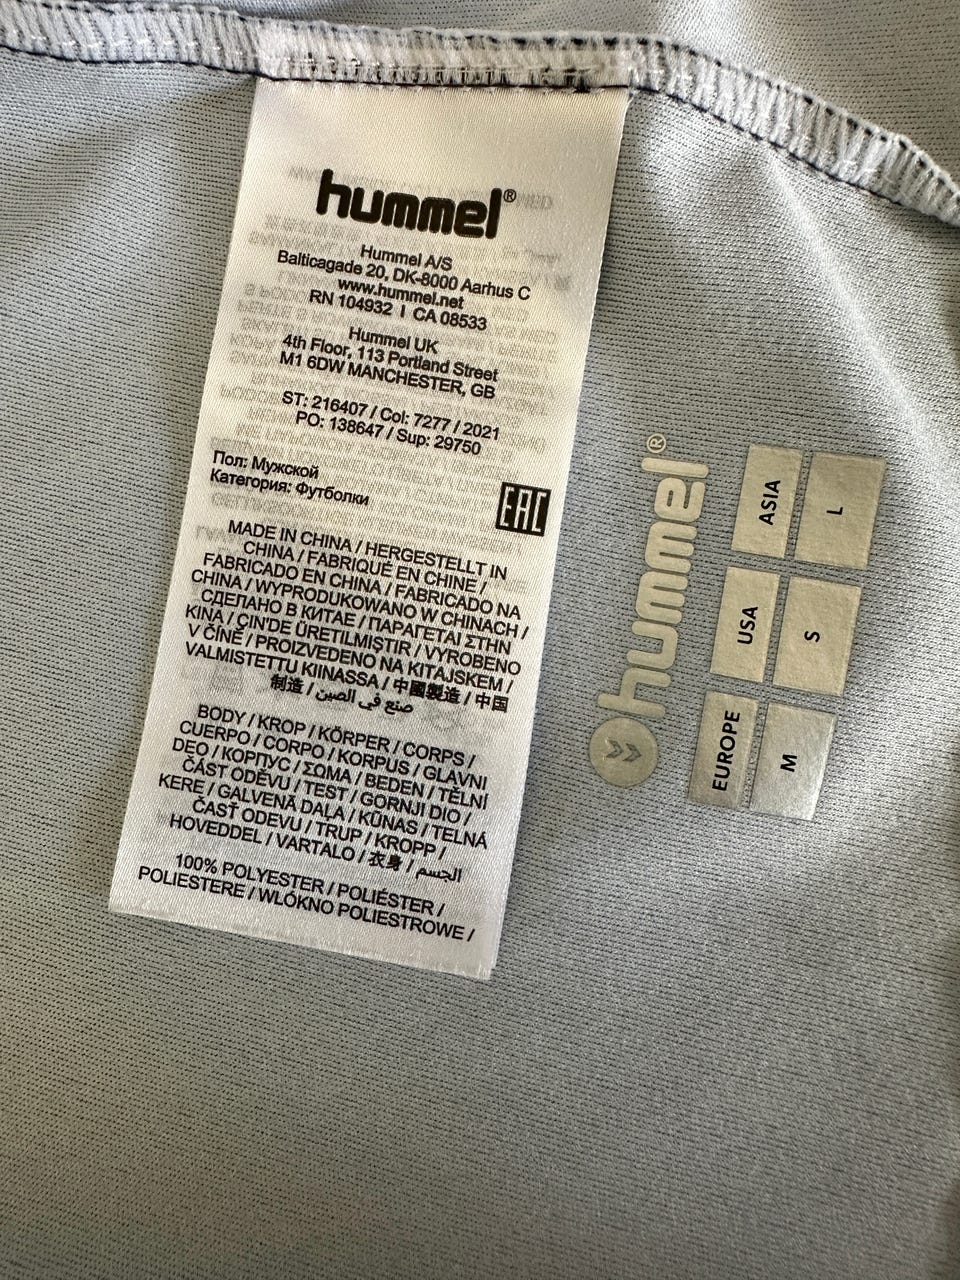 hummel®
Hummel A/S
Balticagade 20, DK-8000 Aarhus C
www.hummel.net
RN 104932 I CA 08533
Hummel UK
4th Floor, 113 Portland Street
M1 6DW MANCHESTER, GB
ST: 216407 / Col: 7277 / 2021
PO: 138647 / Sup: 29750
Пол: Мужской
Категория: Футболки
EAC
MADE IN CHINA / HERGESTELLT IN
CHINA / FABRIQUÉ EN CHINE /
FABRICADO EN CHINA / FABRICADO NA
CHINA / WYPRODUKOWANO W CHINACH /
СДЕЛАНО В КИТАЕ / ΠΑΡΑΓΕΤΑΙ ΣΤΗΝ
ΚΙΝΑ / ÇIN'DE ÜRETILMIŞTIR / VYROBENO
V ČÍNĚ / PROIZVEDENO NA KITAJSKEM /
VALMISTETTU KIINASSA / 中國製造 / 中国
制造 / صنع في الصين
BODY / KROP / KÖRPER / CORPS /
CUERPO / CORPO / KORPUS / GLAVNI
DEO / КОРПУС / ΣΩΜΑ / BEDEN / TĚLNÍ
ČÁST ODĚVU / TEST / GORNJI DIO /
KERE / GALVENĀ DAĻA / KŪNAS / TELNÁ
ČASŤ ODEVU / TRUP / KROPP /
HOVEDDEL / VARTALO / 衣身 / الجسم
100% POLYESTER / POLIÉSTER /
POLIESTERE / WŁÓKNO POLIESTROWE /
hummel®
EUROPE USA ASIA
M S L